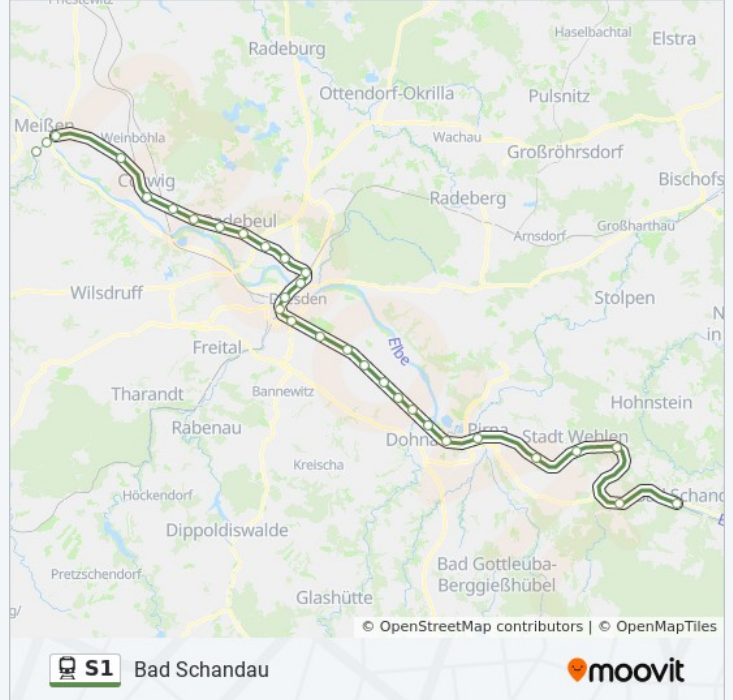 Priestewitz
Radeburg
Haselbachtal
Elstra
Ottendorf-Okrilla
Pulsnitz
Meißen
Weinböhla
Wachau
Großröhrsdorf
Bischofs
Radeberg
Radebeul
Arnsdorf
Großharthau
Wilsdruff
Dresden
Stolpen
N
in
Elbe
Freital
Tharandt
Bannewitz
Hohnstein
Rabenau
Dohna
Pirna
Stadt Wehlen
Kreischa
Höckendorf
Dippoldiswalde
Pretzschendorf
Bad Gottleuba-
Berggießhübel
Glashütte
g/
© OpenStreetMap contributors | © OpenMapTiles
S1 Bad Schandau
moovit